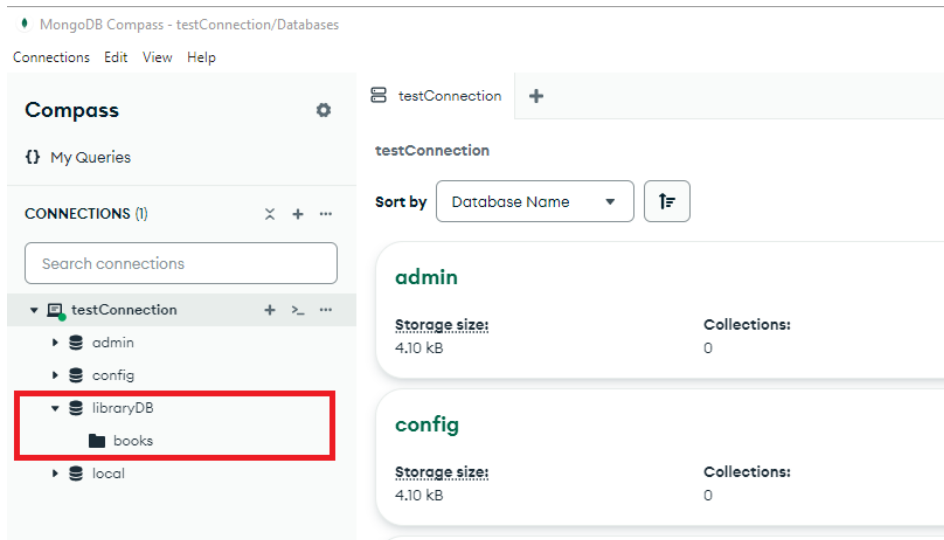 MongoDB Compass - testConnection/Databases
Connections Edit View Help
Compass
{} My Queries
CONNECTIONS (1)
Search connections
testConnection
admin
config
libraryDB
books
local
testConnection
testConnection
Sort by Database Name
admin
Storage size: Collections:
4.10 kB 0
config
Storage size: Collections:
4.10 kB 0